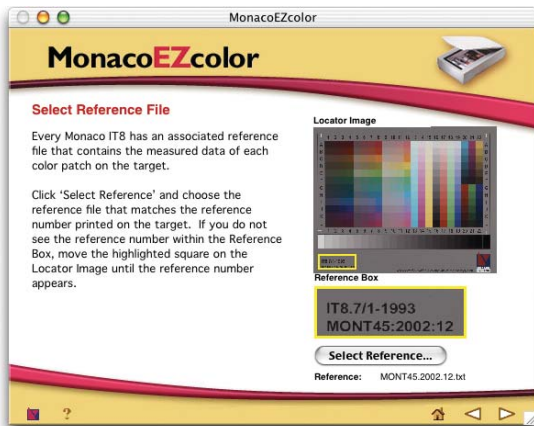 MonacoEZcolor
MonacoEZcolor
Select Reference File
Every Monaco IT8 has an associated reference
file that contains the measured data of each
color patch on the target.
Click ‘Select Reference’ and choose the
reference file that matches the reference
number printed on the target.  If you do not
see the reference number within the Reference
Box, move the highlighted square on the
Locator Image until the reference number
appears.
Locator Image
Reference Box
IT8.7/1-1993
MONT45:2002:12
Select Reference...
Reference: MONT45.2002.12.txt
?